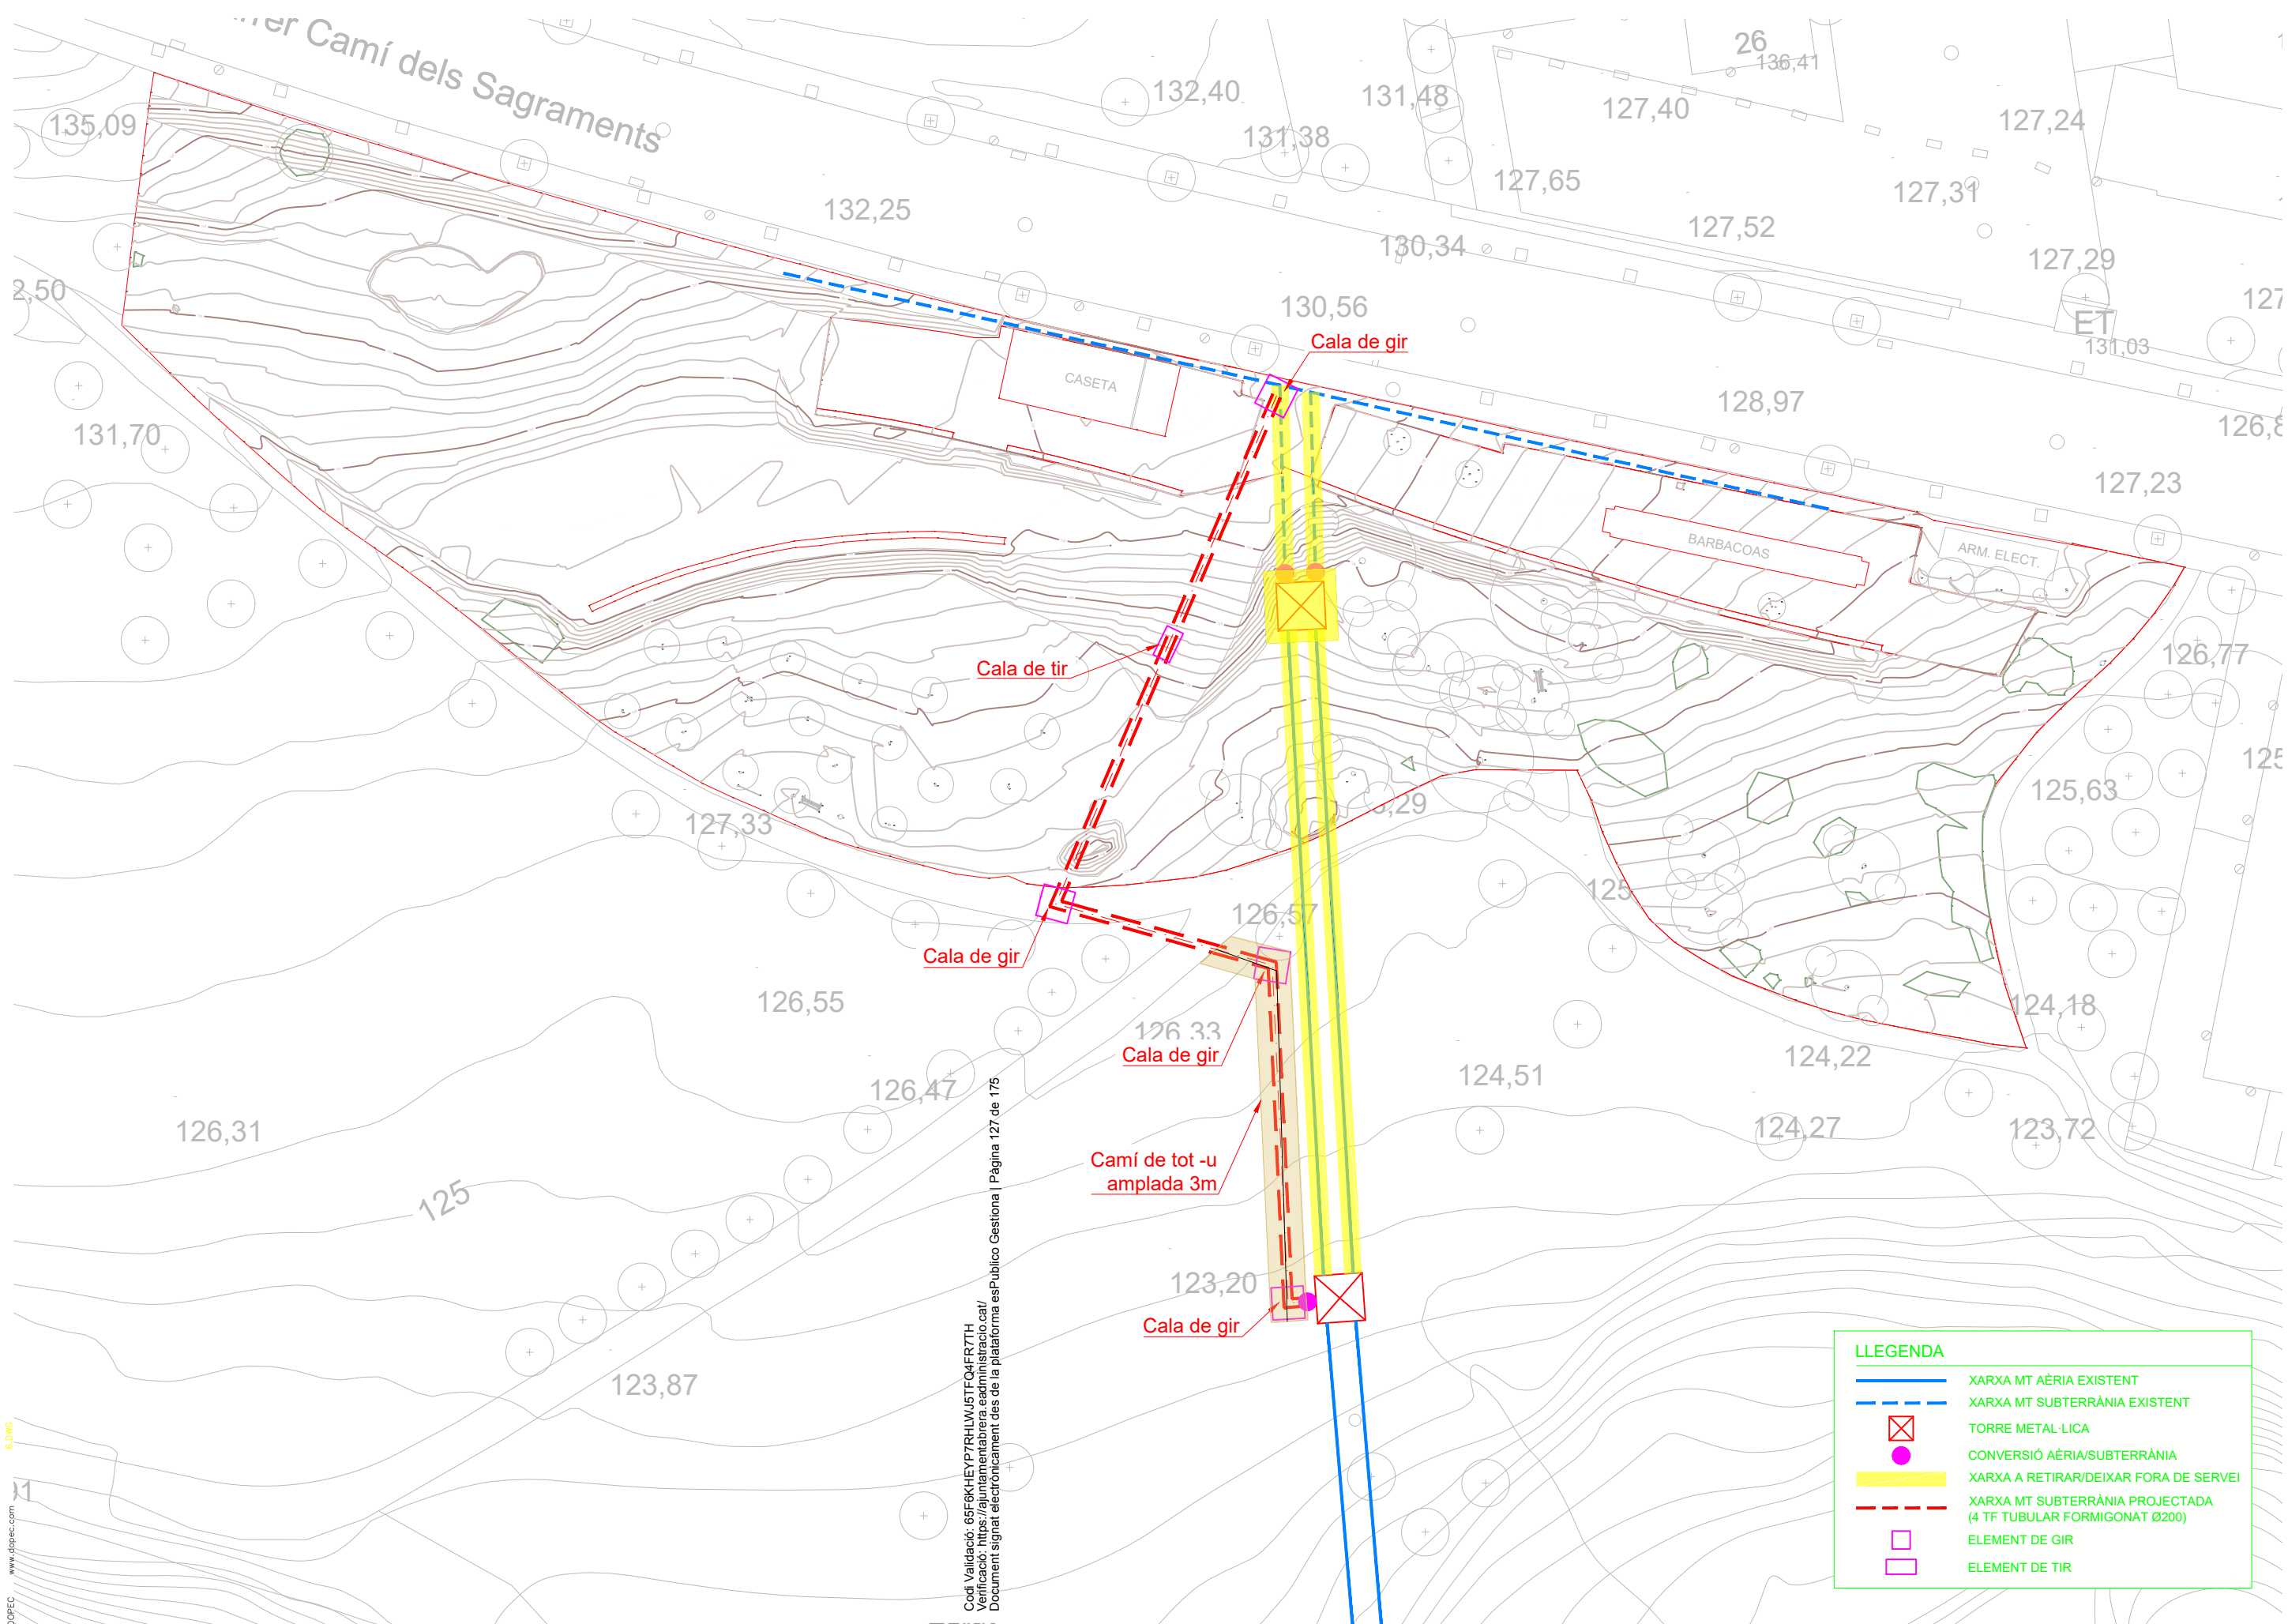 Camí dels Sagraments
26
136,41
132,40
131,48
127,40
135,09
127,24
131,38
127,65
127,31
132,25
127,52
130,34
127,29
2,50
130,56
127
ET
131,03
Cala de gir
CASETA
128,97
126,8
131,70
127,23
BARBACOAS
ARM. ELECT.
Cala de tir
126,77
125
125,63
127,33
,29
125
126,57
Cala de gir
126,55
124,18
126,33
Cala de gir
124,22
124,51
126,47
126,31
124,27
123,72
Camí de tot -u
amplada 3m
125
123,20
Cala de gir
123,87
LLEGENDA
XARXA MT AÈRIA EXISTENT
XARXA MT SUBTERRÀNIA EXISTENT
TORRE METAL·LICA
CONVERSIÓ AÈRIA/SUBTERRÀNIA
XARXA A RETIRAR/DEIXAR FORA DE SERVEI
XARXA MT SUBTERRÀNIA PROJECTADA
(4 TF TUBULAR FORMIGONAT Ø200)
ELEMENT DE GIR
ELEMENT DE TIR
Codi Validació: 65F6KHEYP7RHLWJ5TFQ4FR7TH
Verificació: https://ajuntamentabrera.eadministracio.cat/
Document signat electrònicament des de la plataforma esPublico Gestiona | Pàgina 127 de 175
DOPEC www.dopec.com